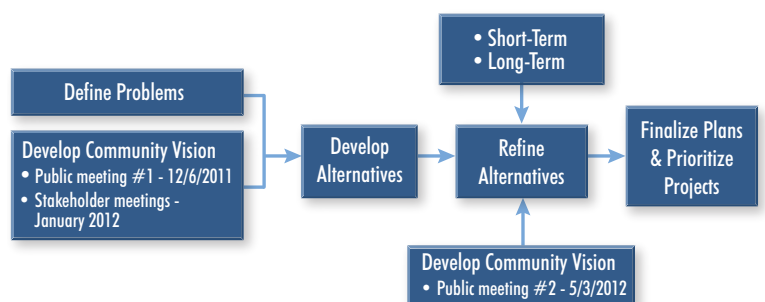 • Short-Term
• Long-Term
Define Problems
Develop Community Vision
• Public meeting #1 - 12/6/2011
• Stakeholder meetings -
January 2012
Develop
Alternatives
Refine
Alternatives
Finalize Plans
& Prioritize
Projects
Develop Community Vision
• Public meeting #2 - 5/3/2012